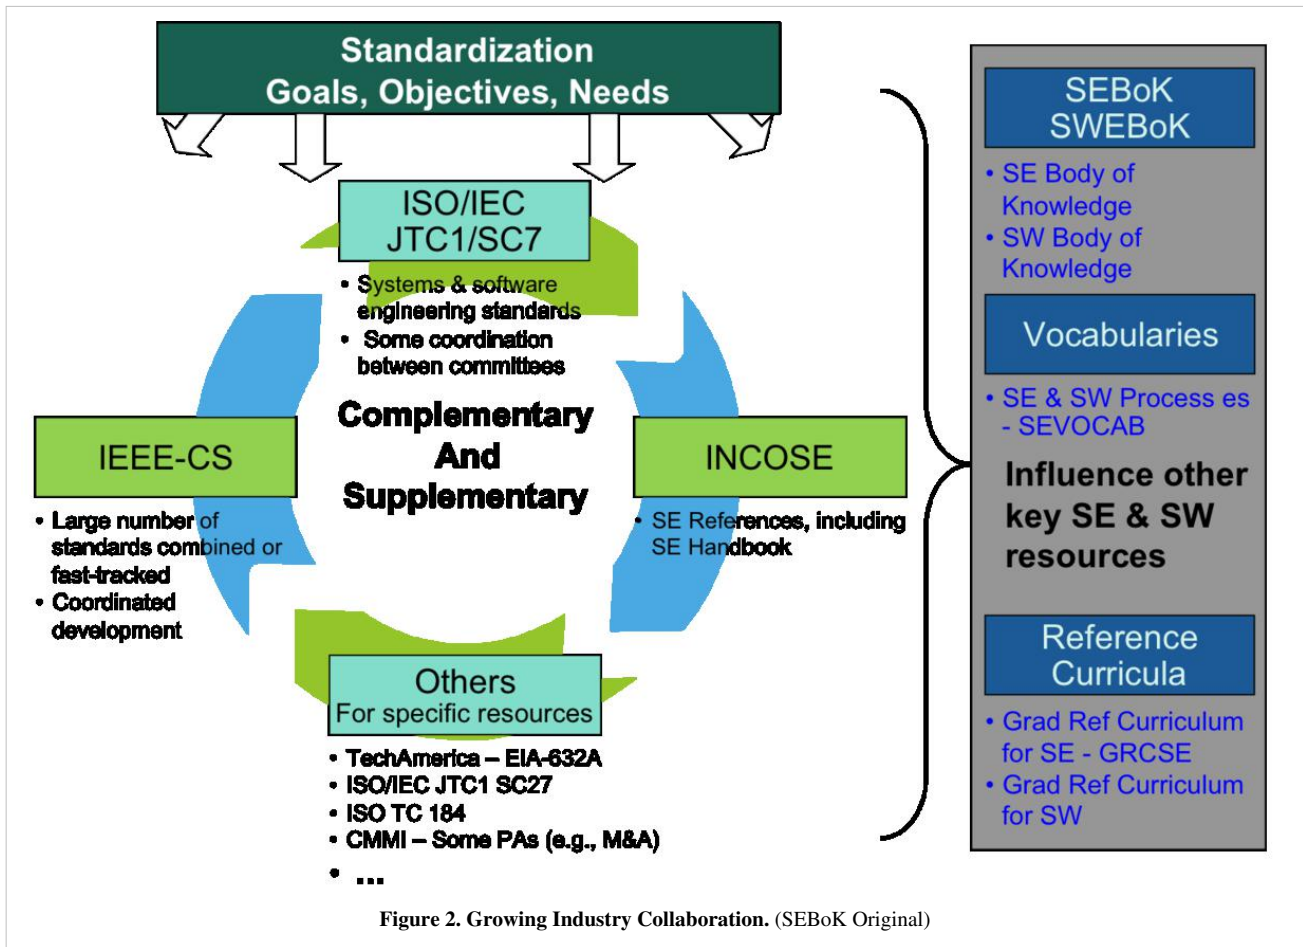 Standardization
Goals, Objectives, Needs
ISO/IEC
JTC1/SC7
• Systems & software
engineering standards
• Some coordination
between committees
Complementary
And
Supplementary
IEEE-CS
• Large number of
standards combined or
fast-tracked
• Coordinated
development
INCOSE
• SE References, including
SE Handbook
Others
For specific resources
• TechAmerica – EIA-632A
• ISO/IEC JTC1 SC27
• ISO TC 184
• CMMI – Some PAs (e.g., M&A)
• ...
SEBoK
SWEBoK
• SE Body of
Knowledge
• SW Body of
Knowledge
Vocabularies
• SE & SW Process es
- SEVOCAB
Influence other
key SE & SW
resources
Reference
Curricula
• Grad Ref Curriculum
for SE - GRCSE
• Grad Ref Curriculum
for SW
Figure 2. Growing Industry Collaboration. (SEBoK Original)